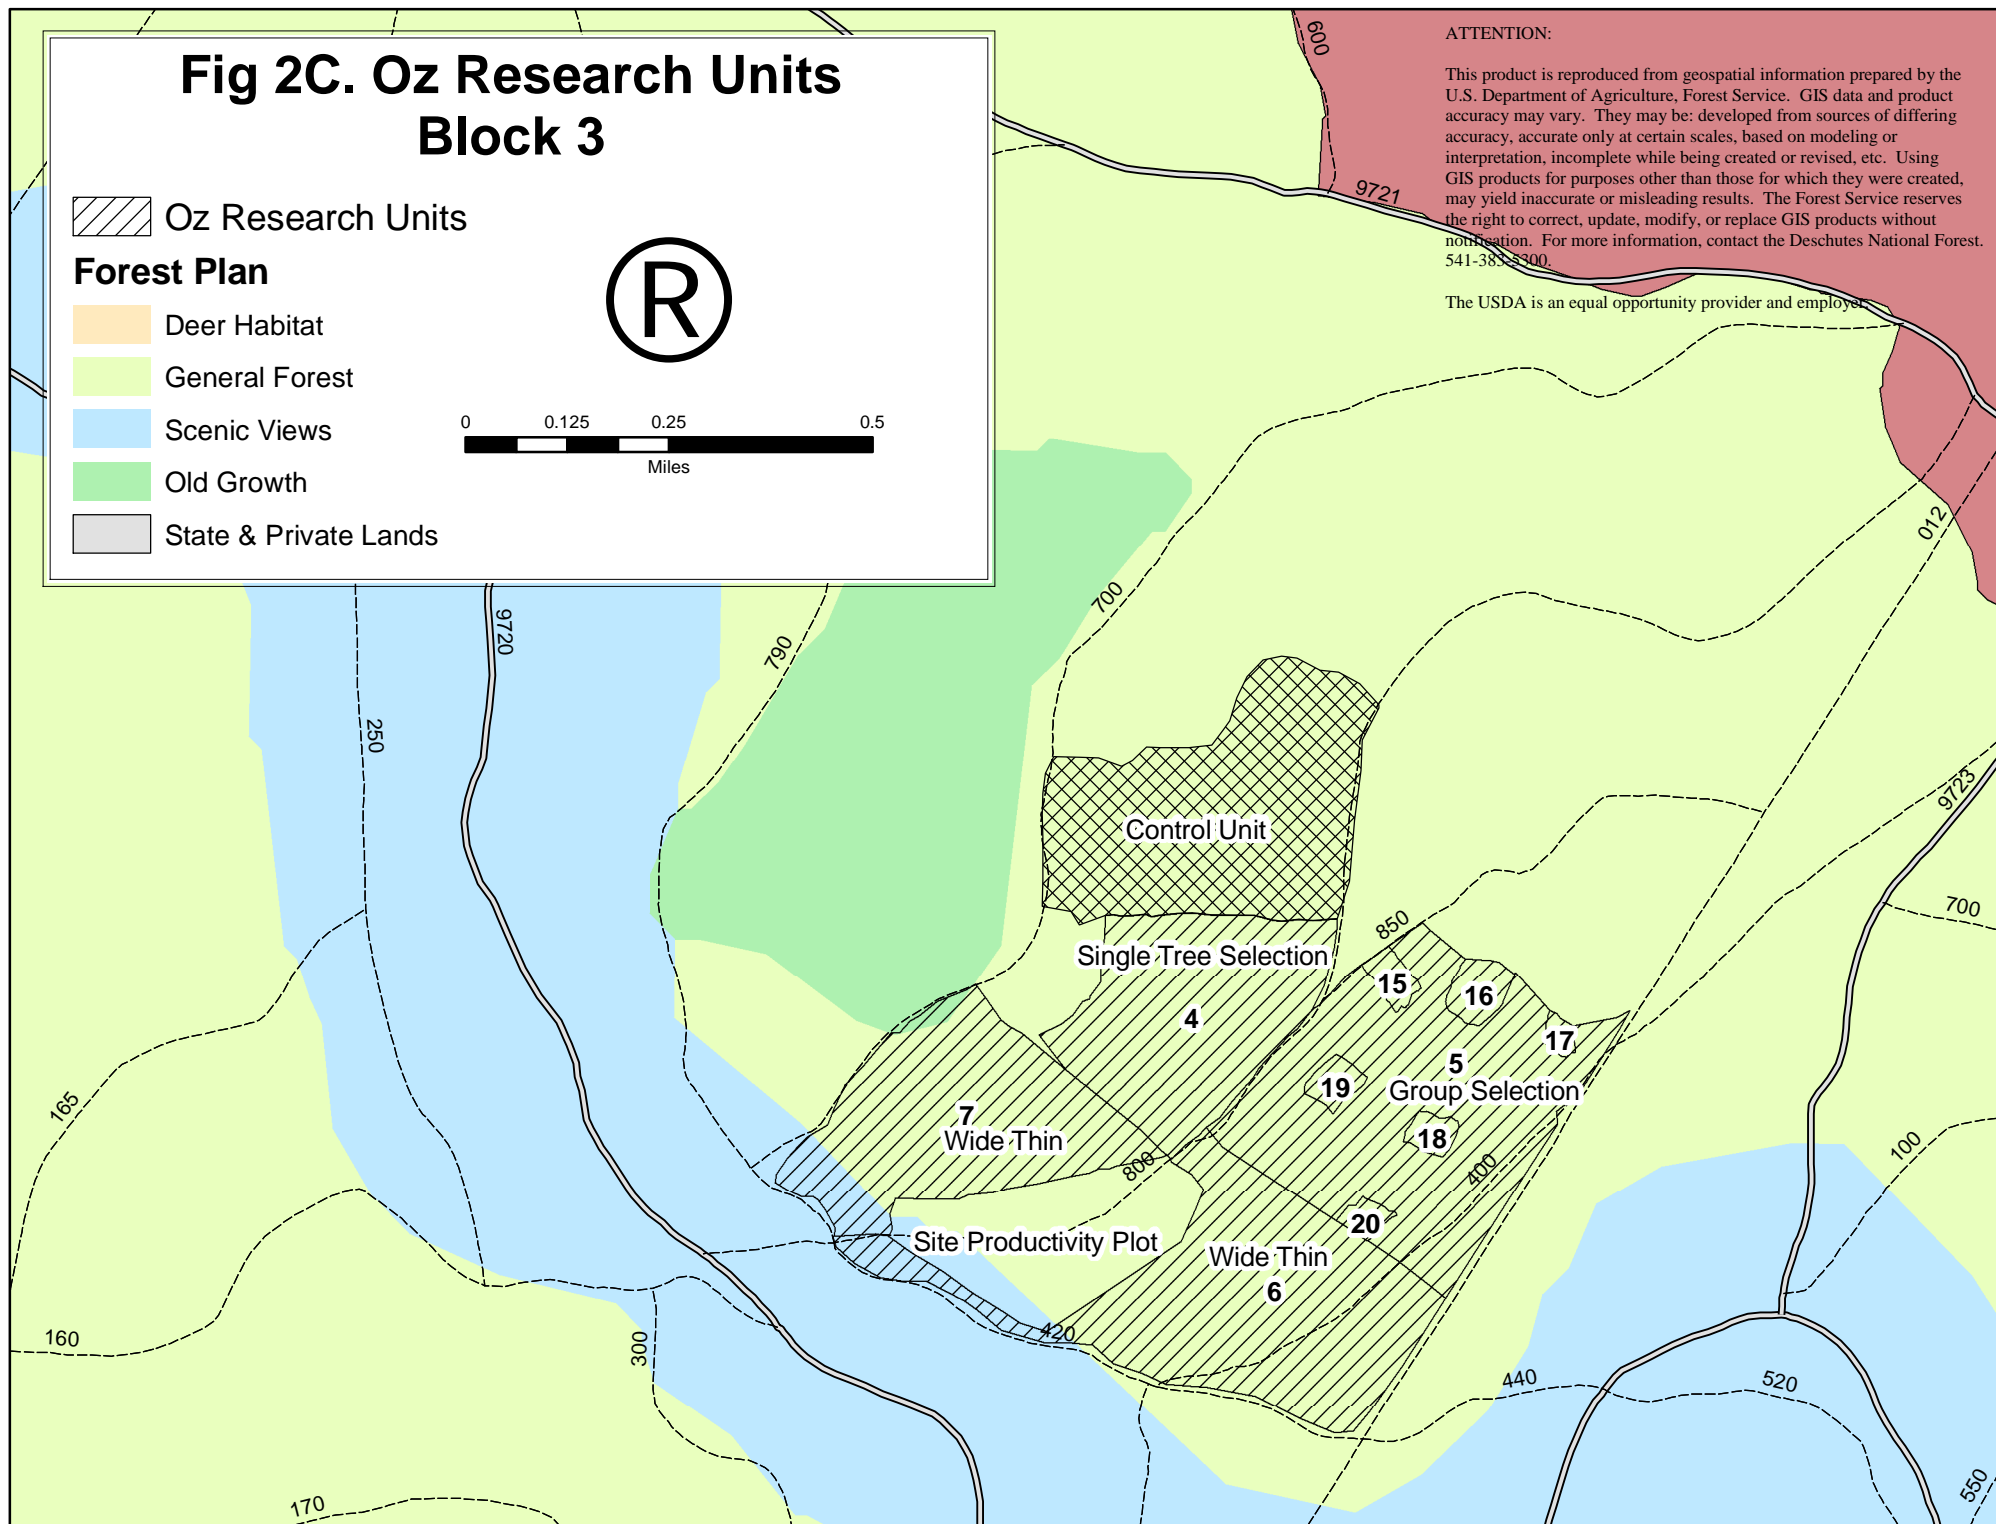 Fig 2C. Oz Research Units
Block 3
Oz Research Units
Forest Plan
Deer Habitat
General Forest
Scenic Views
Old Growth
State & Private Lands
®
0 0.125 0.25 0.5
Miles
ATTENTION:
This product is reproduced from geospatial information prepared by the
U.S. Department of Agriculture, Forest Service. GIS data and product
accuracy may vary. They may be: developed from sources of differing
accuracy, accurate only at certain scales, based on modeling or
interpretation, incomplete while being created or revised, etc. Using
GIS products for purposes other than those for which they were created,
may yield inaccurate or misleading results. The Forest Service reserves
the right to correct, update, modify, or replace GIS products without
notification. For more information, contact the Deschutes National Forest.
541-383-5300.
The USDA is an equal opportunity provider and employer.
600
9721
012
700
9720
790
250
9723
Control Unit
700
850
Single Tree Selection
4
15
16
17
5
Group Selection
19
18
20
7
Wide Thin
800
400
100
165
Site Productivity Plot
Wide Thin
6
420
160
300
440
520
170
550